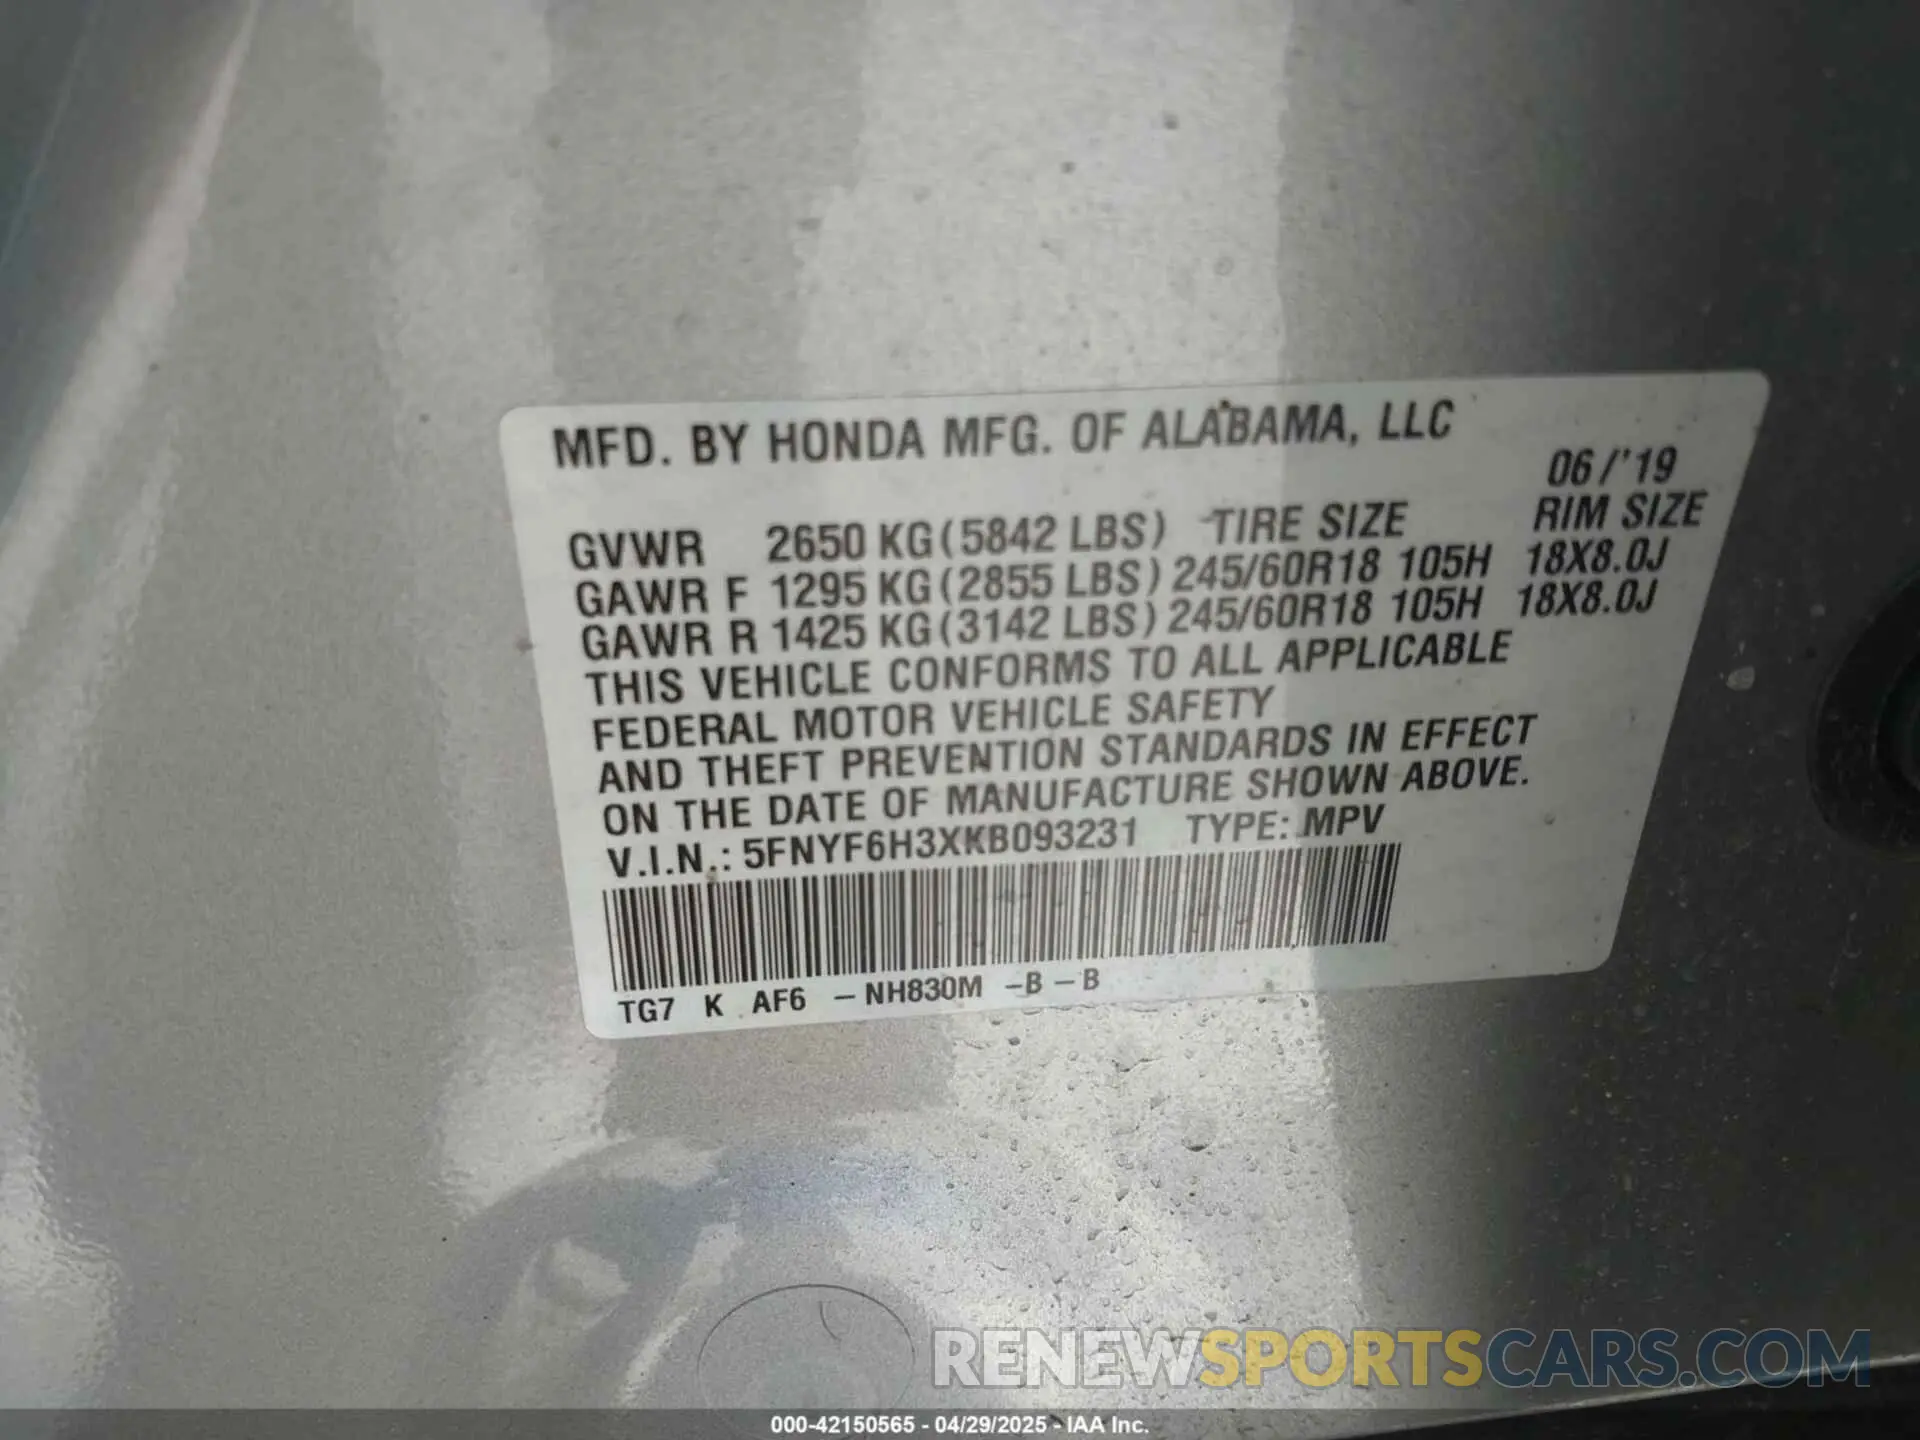 MFD. BY HONDA MFG. OF ALABAMA, LLC
06/'19
GVWR 2650 KG(5842 LBS) TIRE SIZE RIM SIZE
GAWR F 1295 KG(2855 LBS) 245/60R18 105H 18X8.0J
GAWR R 1425 KG(3142 LBS) 245/60R18 105H 18X8.0J
THIS VEHICLE CONFORMS TO ALL APPLICABLE
FEDERAL MOTOR VEHICLE SAFETY
AND THEFT PREVENTION STANDARDS IN EFFECT
ON THE DATE OF MANUFACTURE SHOWN ABOVE.
V.I.N.: 5FNYF6H3XKB093231 TYPE: MPV
TG7 K AF6 -NH830M -B-B
RENEWSPORTSCARS.COM
000-42150565 - 04/29/2025 - IAA Inc.